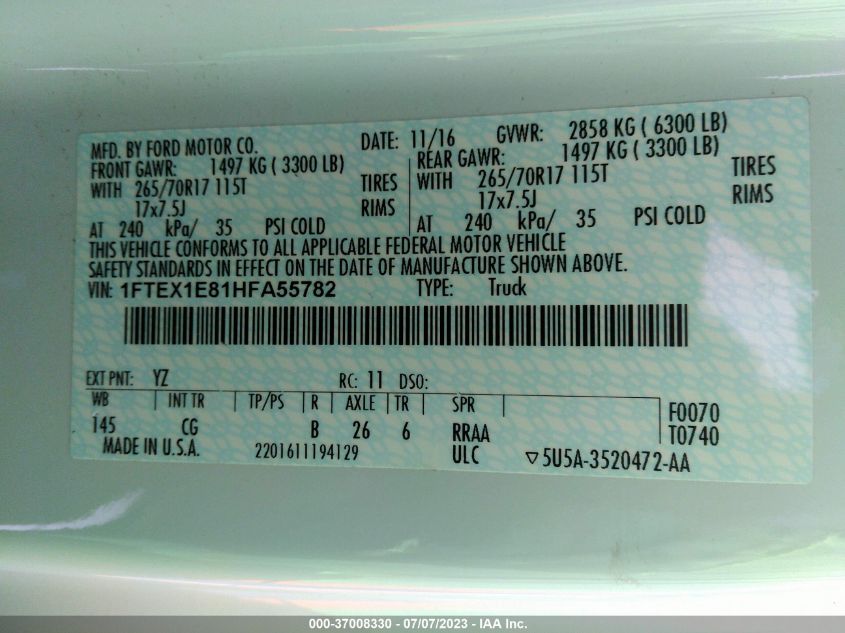 MFD. BY FORD MOTOR CO. DATE: 11/16 GVWR: 2858 KG ( 6300 LB)
FRONT GAWR: 1497 KG ( 3300 LB) REAR GAWR: 1497 KG ( 3300 LB)
WITH 265/70R17 115T TIRES WITH 265/70R17 115T TIRES
17x7.5J RIMS 17x7.5J RIMS
AT 240 kPa/ 35 PSI COLD AT 240 kPa/ 35 PSI COLD
THIS VEHICLE CONFORMS TO ALL APPLICABLE FEDERAL MOTOR VEHICLE
SAFETY STANDARDS IN EFFECT ON THE DATE OF MANUFACTURE SHOWN ABOVE.
VIN: 1FTEX1E81HFA55782 TYPE: Truck
EXT PNT: YZ RC: 11 DSO:
WB INT TR TP/PS R AXLE TR SPR F0070
145 CG B 26 6 RRAA T0740
MADE IN U.S.A. 2201611194129 ULC ▽5U5A-3520472-AA
000-37008330 - 07/07/2023 - IAA Inc.